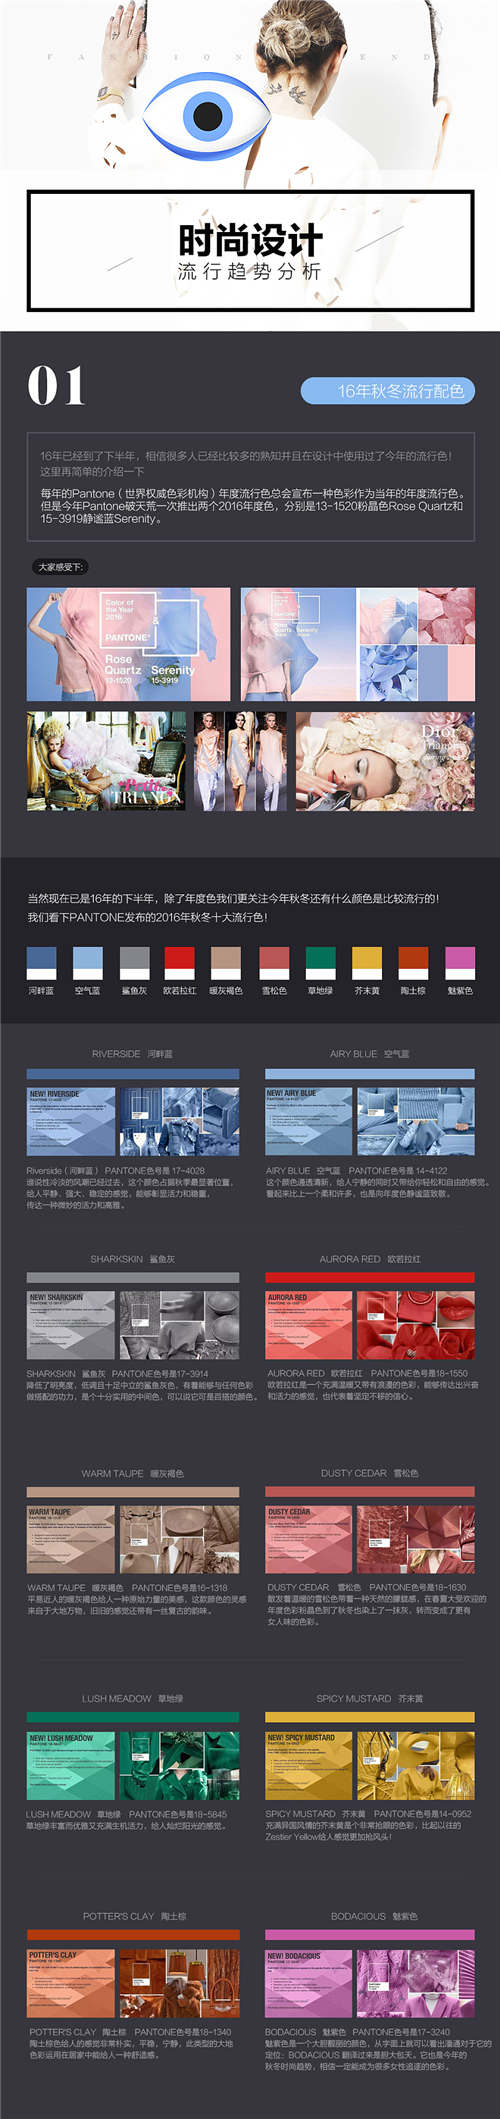 FASHION TREND
时尚设计
流行趋势分析
01
16年秋冬流行配色
16年已经到了下半年，相信很多人已经比较多的熟知并且在设计中使用过了今年的流行色！
这里再简单的介绍一下
每年的Pantone（世界权威色彩机构）年度流行色总会宣布一种色彩作为当年的年度流行色。
但是今年Pantone破天荒一次推出两个2016年度色，分别是13-1520粉晶色Rose Quartz和
15-3919静谧蓝Serenity。
大家感受下:
Color of
the Year
2016
PANTONE®
&
Rose
Quartz
13-1520
Serenity
15-3919
Petit
TRIANON
Dior
Trianon
当然现在已是16年的下半年，除了年度色我们更关注今年秋冬还有什么颜色是比较流行的！
我们看下PANTONE发布的2016年秋冬十大流行色！
河畔蓝 空气蓝 鲨鱼灰 欧若拉红 暖灰褐色 雪松色 草地绿 芥末黄 陶土棕 魅紫色
RIVERSIDE 河畔蓝
NEW! RIVERSIDE
Riverside（河畔蓝） PANTONE色号是 17-4028
谁说性冷淡的风潮已经过去，这个颜色占据秋季最显著位置，
给人平静、强大、稳定的感觉，能够彰显活力和稳重，
传达一种微妙的活力和高雅。
AIRY BLUE 空气蓝
NEW! AIRY BLUE
AIRY BLUE 空气蓝 PANTONE色号是 14-4122
这个颜色通透清新，给人宁静的同时又带给你轻松和自由的感觉。
看起来比上一个柔和许多，也是向年度色静谧蓝致敬。
SHARKSKIN 鲨鱼灰
NEW! SHARKSKIN
SHARKSKIN 鲨鱼灰 PANTONE色号是17-3914
降低了明亮度，低调且十足中立的鲨鱼灰色，有着能够与任何色彩
做搭配的功力，是个十分实用的中间色，可以说它可是百搭的颜色。
AURORA RED 欧若拉红
AURORA RED
AURORA RED 欧若拉红 PANTONE色号是18-1550
欧若拉红是一个充满温暖又带有浪漫的色彩，能够传达出兴奋
和活力的感觉，也代表着坚定不移的信心。
WARM TAUPE 暖灰褐色
WARM TAUPE
WARM TAUPE 暖灰褐色 PANTONE色号是16-1318
平易近人的暖灰褐色给人一种原始力量的美感，这款颜色的灵感
来自于大地万物，旧旧的感觉还带有一丝复古的韵味。
DUSTY CEDAR 雪松色
DUSTY CEDAR
DUSTY CEDAR 雪松色 PANTONE色号是18-1630
散发着温暖的雪松色带着一种天然的朦胧感，在春夏大受欢迎的
年度色彩粉晶色到了秋冬也染上了一抹灰，转而变成了更有
女人味的色彩。
LUSH MEADOW 草地绿
NEW! LUSH MEADOW
LUSH MEADOW 草地绿 PANTONE色号是18-5845
草地绿丰富而优雅又充满生机活力，给人灿烂阳光的感觉。
SPICY MUSTARD 芥末黄
NEW! SPICY MUSTARD
SPICY MUSTARD 芥末黄 PANTONE色号是14-0952
充满异国风情的芥末黄是个非常抢眼的色彩，比起以往的
Zestier Yellow给人感觉更加抢风头！
POTTER'S CLAY 陶土棕
POTTER'S CLAY
POTTER'S CLAY 陶土棕 PANTONE色号是18-1340
陶土棕色给人的感觉非常朴实，平稳，宁静，此类型的大地
色彩运用在居家中能给人一种舒适感。
BODACIOUS 魅紫色
NEW! BODACIOUS
BODACIOUS 魅紫色 PANTONE色号是17-3240
魅紫色是一个大胆靓丽的颜色，从字面上就可以看出潘通对于它的
定位：BODACIOUS 翻译过来是胆大包天。它也是今年的
秋冬时尚趋势，相信一定能成为很多女性追逐的色彩。